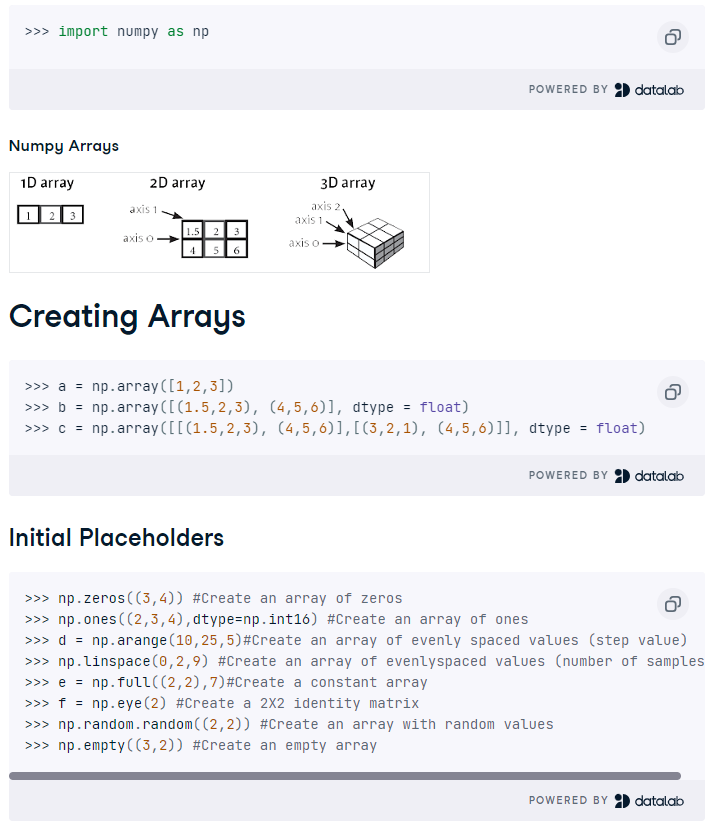 >>> import numpy as np
POWERED BY datalab
Numpy Arrays
1D array 2D array 3D array
1 2 3
axis 1
axis 0
1.5 2 3
4 5 6
axis 2
axis 1
axis 0
Creating Arrays
>>> a = np.array([1,2,3])
>>> b = np.array([(1.5,2,3), (4,5,6)], dtype = float)
>>> c = np.array([[(1.5,2,3), (4,5,6)],[(3,2,1), (4,5,6)]], dtype = float)
POWERED BY datalab
Initial Placeholders
>>> np.zeros((3,4)) #Create an array of zeros
>>> np.ones((2,3,4),dtype=np.int16) #Create an array of ones
>>> d = np.arange(10,25,5)#Create an array of evenly spaced values (step value)
>>> np.linspace(0,2,9) #Create an array of evenlyspaced values (number of samples
>>> e = np.full((2,2),7)#Create a constant array
>>> f = np.eye(2) #Create a 2X2 identity matrix
>>> np.random.random((2,2)) #Create an array with random values
>>> np.empty((3,2)) #Create an empty array
POWERED BY datalab